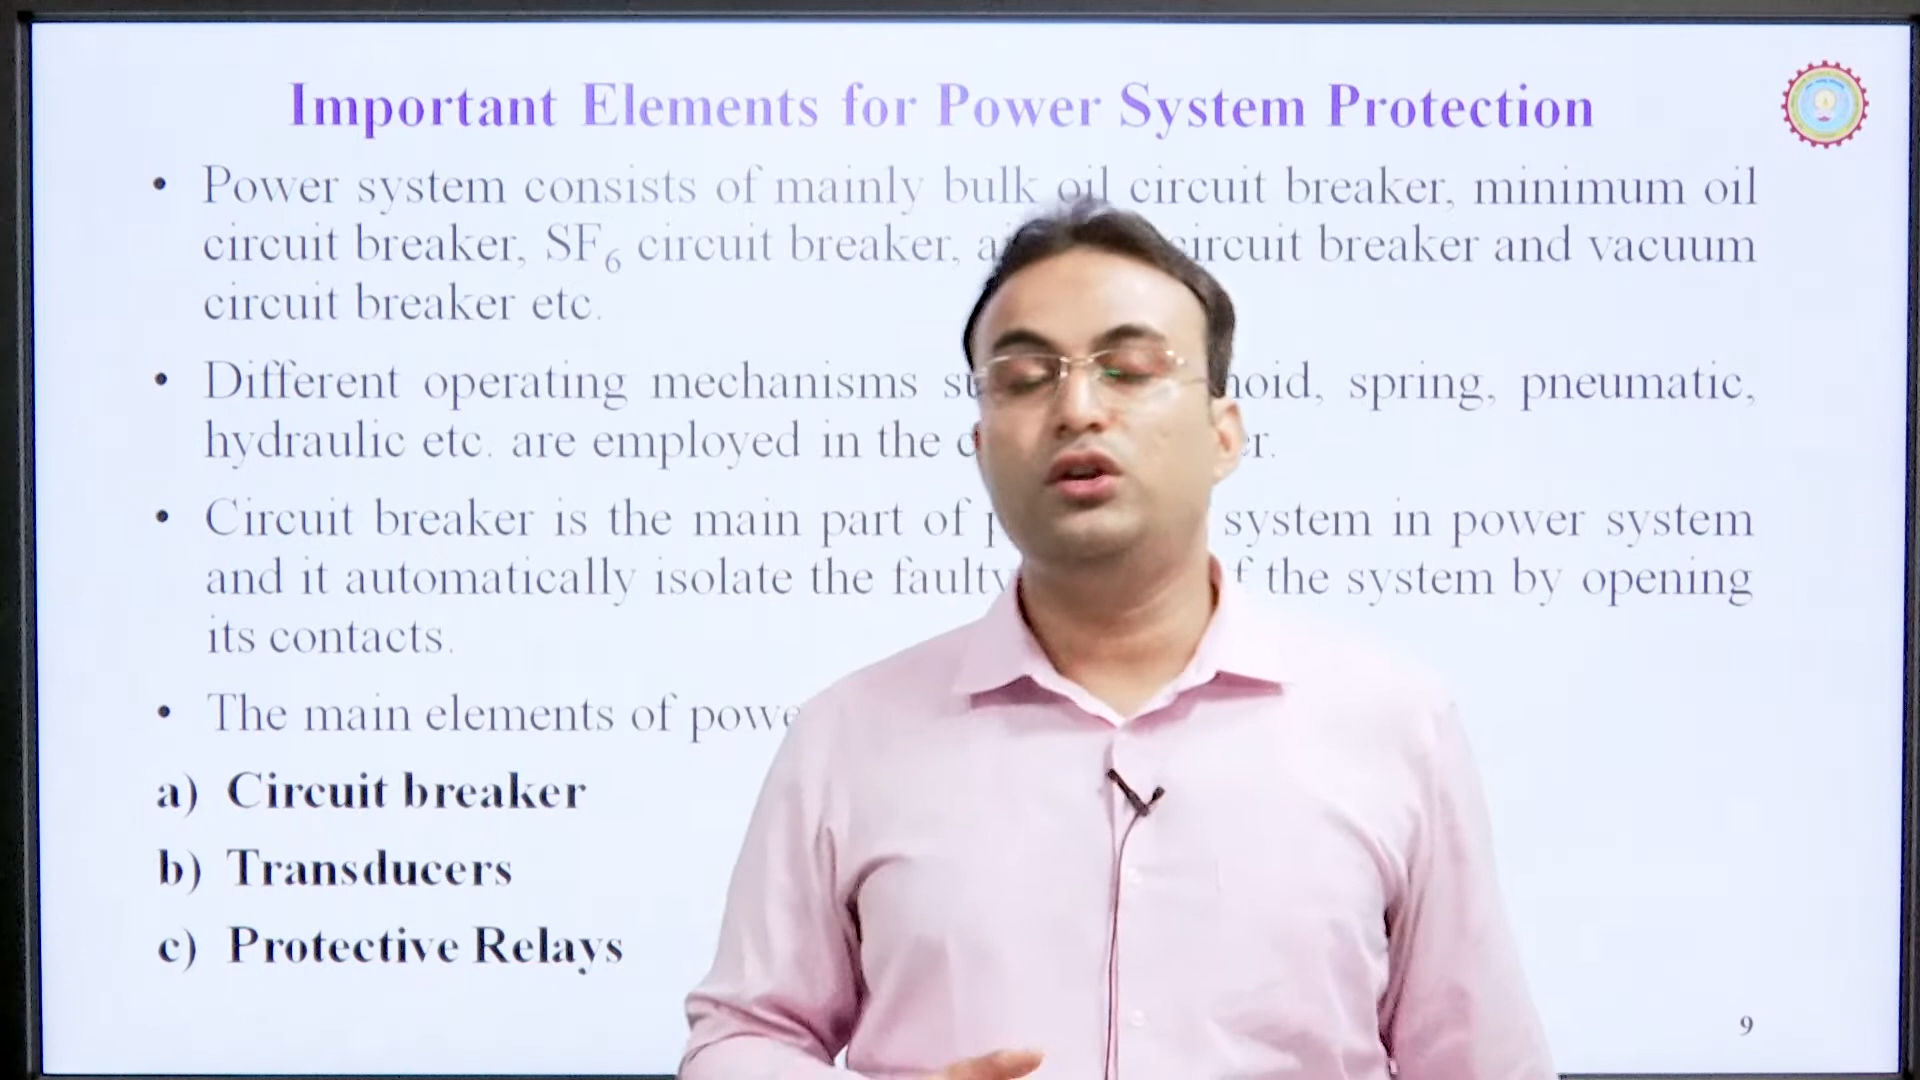 Important Elements for Power System Protection
• Power system consists of mainly bulk oil circuit breaker, minimum oil
circuit breaker, SF6 circuit breaker, circuit breaker and vacuum
circuit breaker etc.
• Different operating mechanisms spring, pneumatic,
hydraulic etc. are employed in the
• Circuit breaker is the main part of system in power system
and it automatically isolate the faulty the system by opening
its contacts.
• The main elements of
a) Circuit breaker
b) Transducers
c) Protective Relays
9